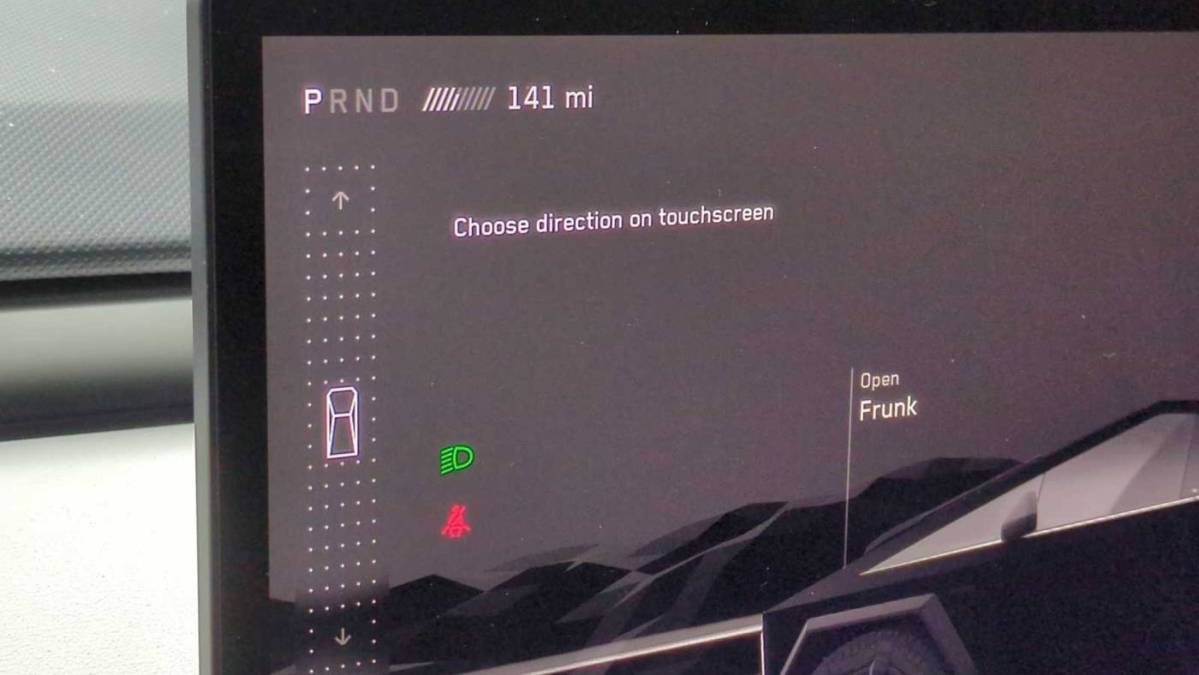 PRND 141 mi
Choose direction on touchscreen
Open
Frunk